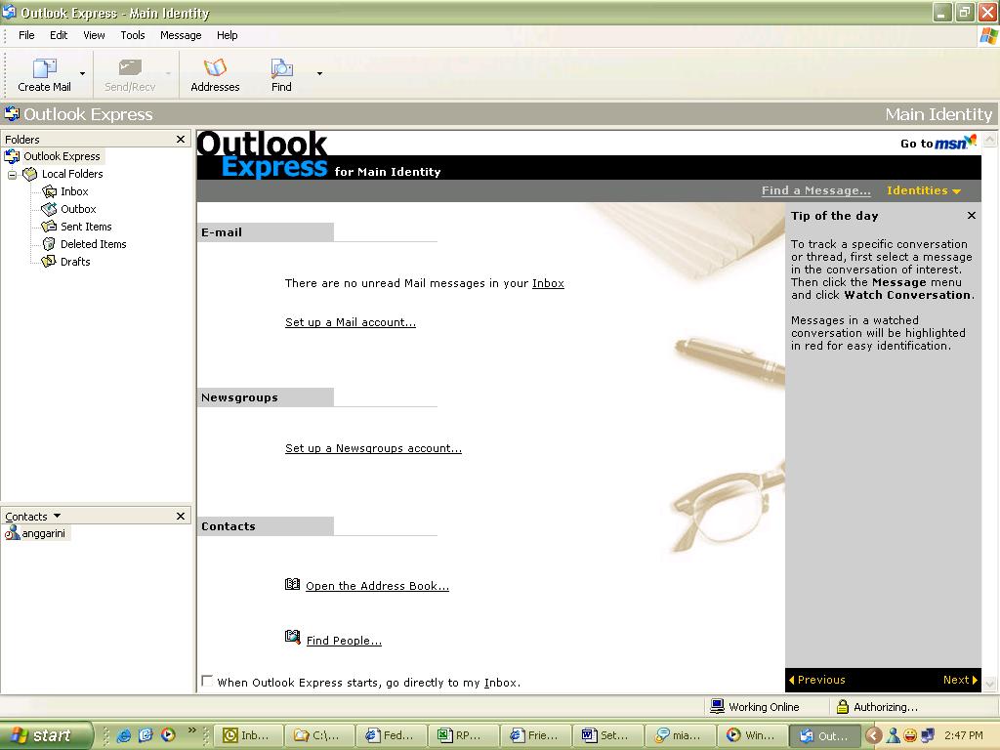 Outlook Express - Main Identity
File Edit View Tools Message Help
Create Mail Send/Recv Addresses Find
Outlook Express Main Identity
Folders
Outlook Express
Local Folders
Inbox
Outbox
Sent Items
Deleted Items
Drafts
Contacts
anggarini
Outlook
Express for Main Identity
Go to msn
Find a Message... Identities
E-mail
There are no unread Mail messages in your Inbox
Set up a Mail account...
Newsgroups
Set up a Newsgroups account...
Contacts
Open the Address Book...
Find People...
When Outlook Express starts, go directly to my Inbox.
Tip of the day
To track a specific conversation
or thread, first select a message
in the conversation of interest.
Then click the Message menu
and click Watch Conversation.
Messages in a watched
conversation will be highlighted
in red for easy identification.
Previous Next
Working Online Authorizing...
start Inb... C:\... Fed... RP... Frie... Set... mia... Win... Out... 2:47 PM